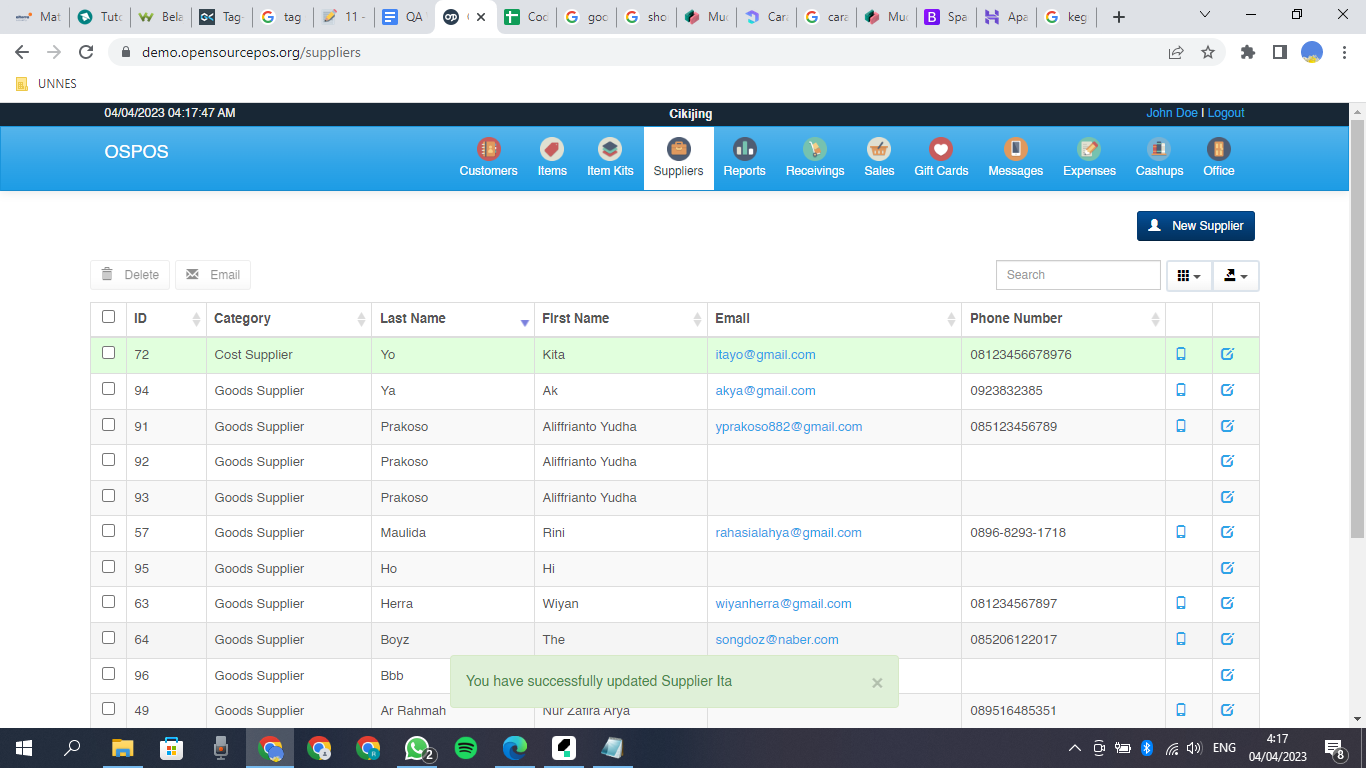 Mat
Tuto
Bela
Tag-
tag
11 -
QA
Cod
goo
sho
Muc
Cara
cara
Muc
Spa
Apa
keg
demo.opensourcepos.org/suppliers
UNNES
04/04/2023 04:17:47 AM
Cikijing
John Doe | Logout
OSPOS
Customers
Items
Item Kits
Suppliers
Reports
Receivings
Sales
Gift Cards
Messages
Expenses
Cashups
Office
New Supplier
Delete
Email
Search
ID Category Last Name First Name Email Phone Number
72 Cost Supplier Yo Kita itayo@gmail.com 08123456678976
94 Goods Supplier Ya Ak akya@gmail.com 0923832385
91 Goods Supplier Prakoso Aliffrianto Yudha yprakoso882@gmail.com 085123456789
92 Goods Supplier Prakoso Aliffrianto Yudha
93 Goods Supplier Prakoso Aliffrianto Yudha
57 Goods Supplier Maulida Rini rahasialahya@gmail.com 0896-8293-1718
95 Goods Supplier Ho Hi
63 Goods Supplier Herra Wiyan wiyanherra@gmail.com 081234567897
64 Goods Supplier Boyz The songdoz@naber.com 085206122017
96 Goods Supplier Bbb
49 Goods Supplier Ar Rahmah Nur Zafira Arya 089516485351
You have successfully updated Supplier Ita ×
2
ENG
4:17
04/04/2023
8